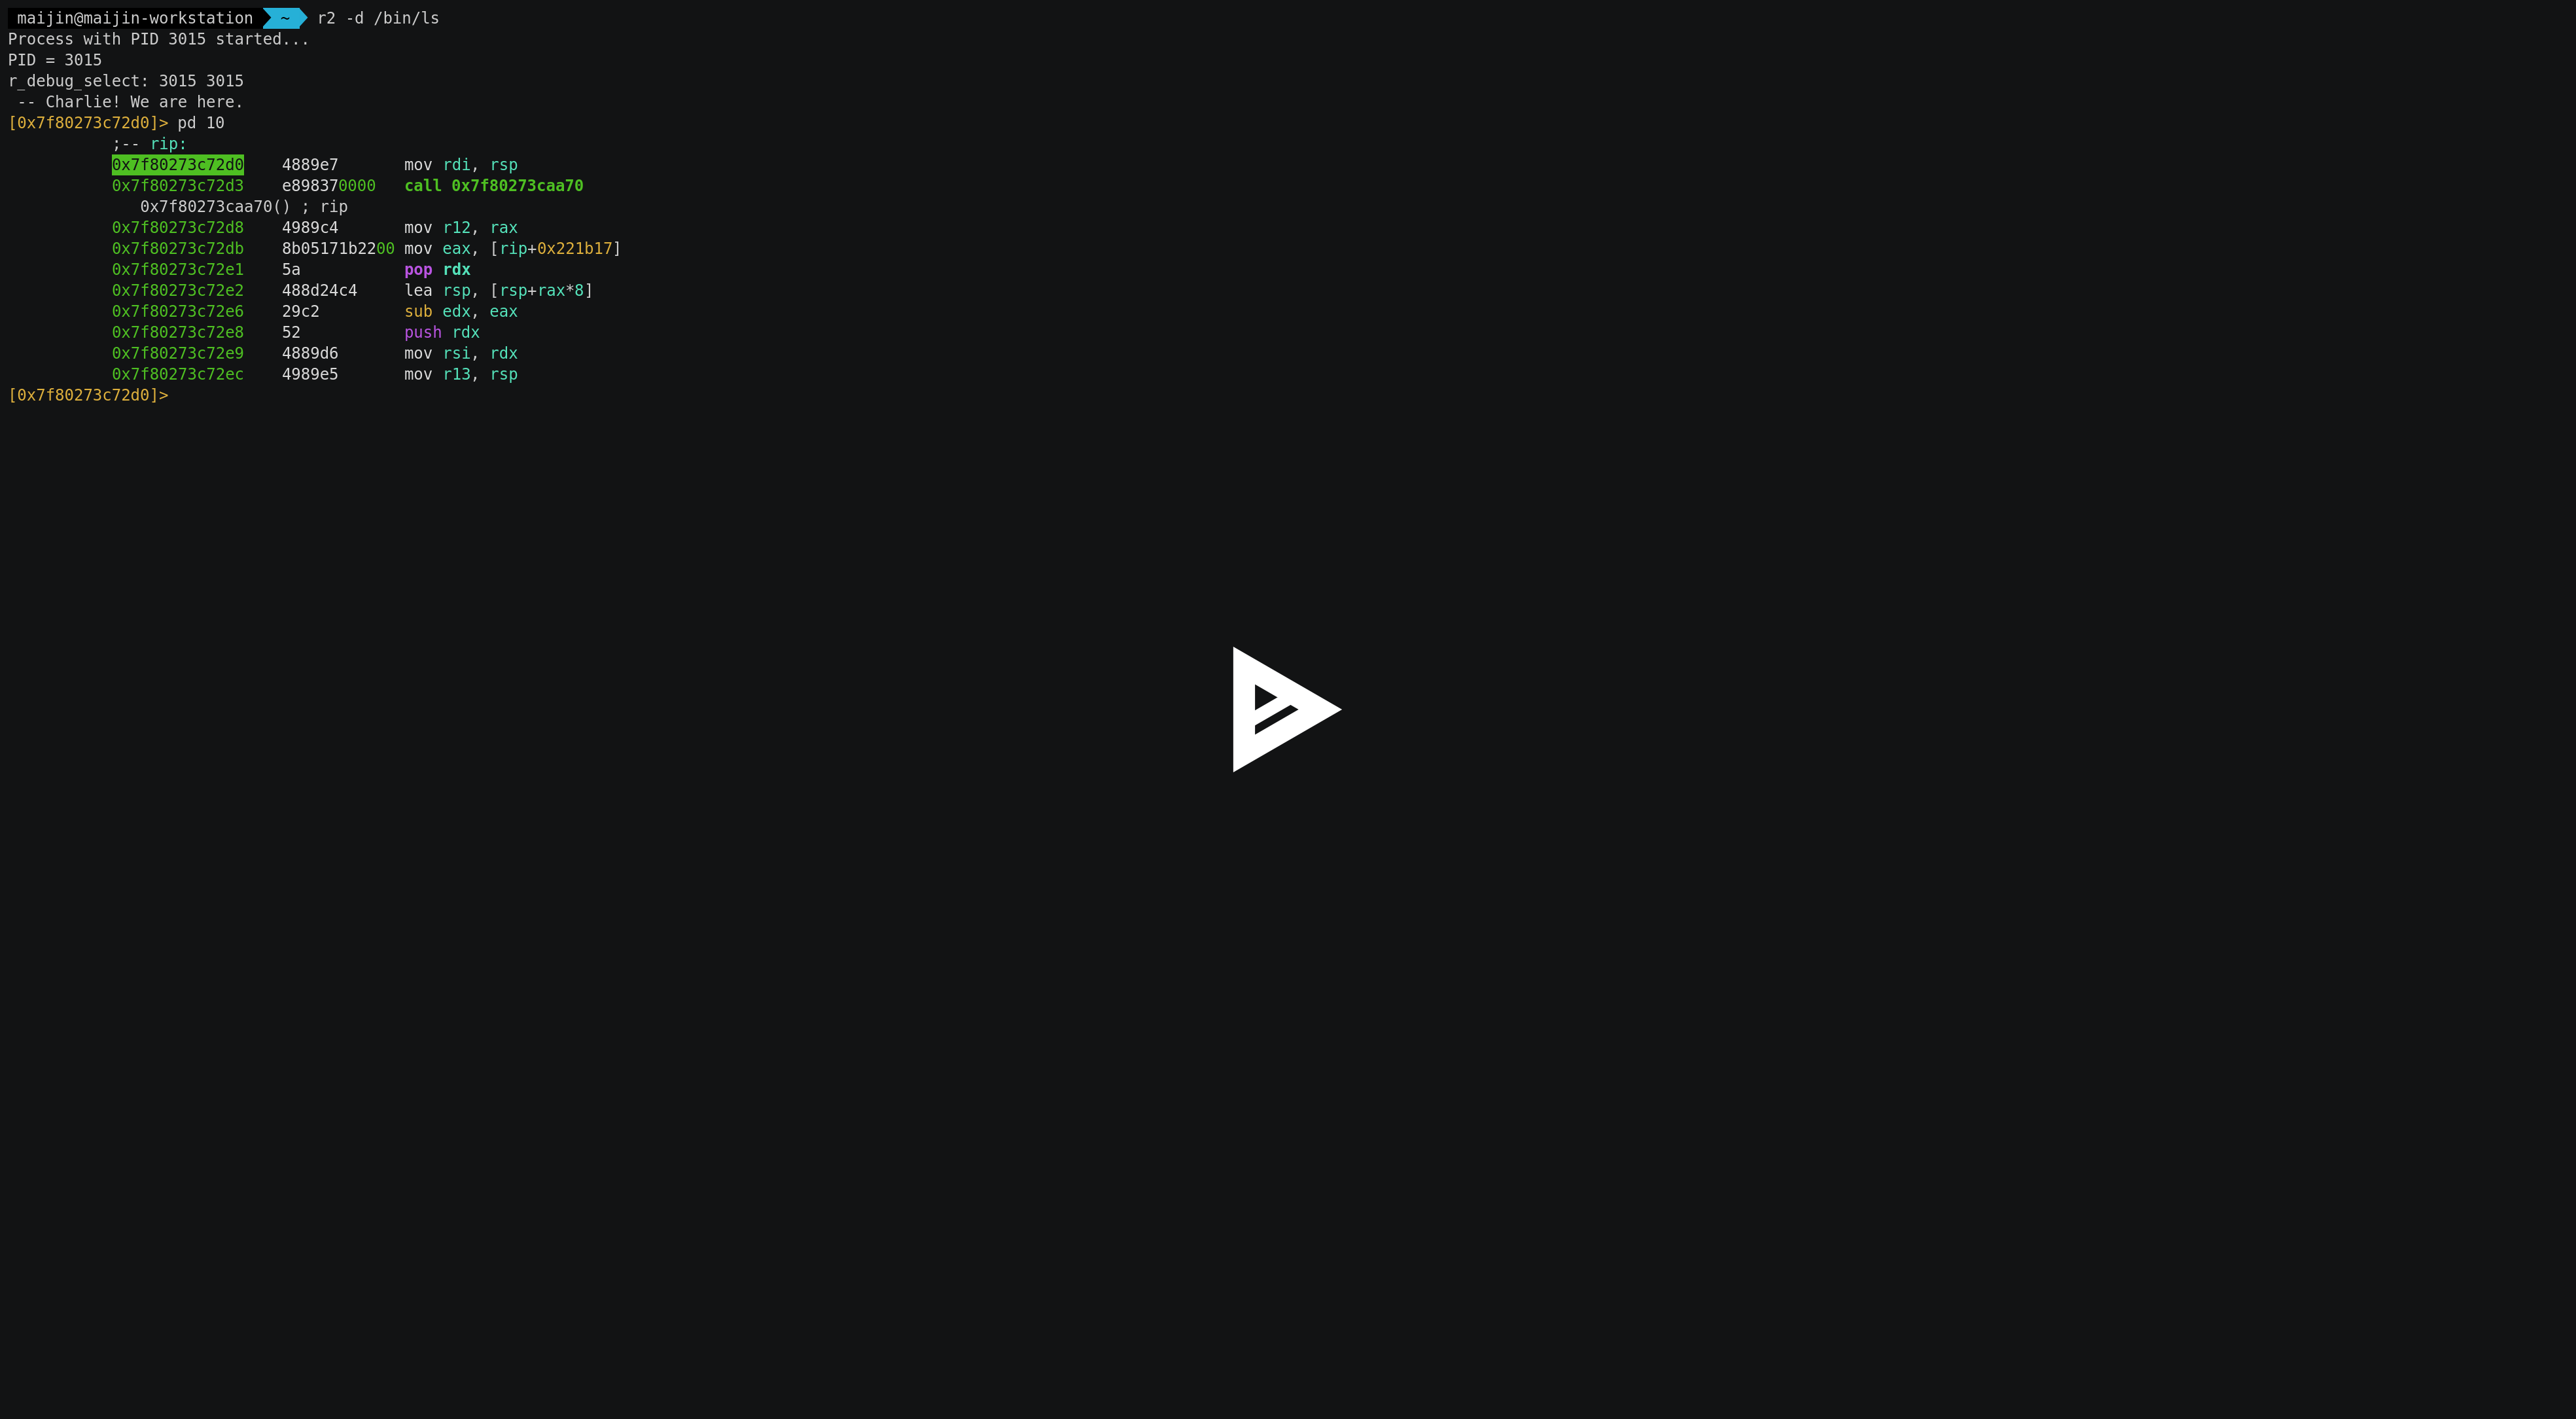 maijin@maijin-workstation ~ r2 -d /bin/ls
Process with PID 3015 started...
PID = 3015
r_debug_select: 3015 3015
 -- Charlie! We are here.
[0x7f80273c72d0]> pd 10
            ;-- rip:
            0x7f80273c72d0    4889e7       mov rdi, rsp
            0x7f80273c72d3    e898370000   call 0x7f80273caa70
               0x7f80273caa70() ; rip
            0x7f80273c72d8    4989c4       mov r12, rax
            0x7f80273c72db    8b05171b2200 mov eax, [rip+0x221b17]
            0x7f80273c72e1    5a           pop rdx
            0x7f80273c72e2    488d24c4     lea rsp, [rsp+rax*8]
            0x7f80273c72e6    29c2         sub edx, eax
            0x7f80273c72e8    52           push rdx
            0x7f80273c72e9    4889d6       mov rsi, rdx
            0x7f80273c72ec    4989e5       mov r13, rsp
[0x7f80273c72d0]>